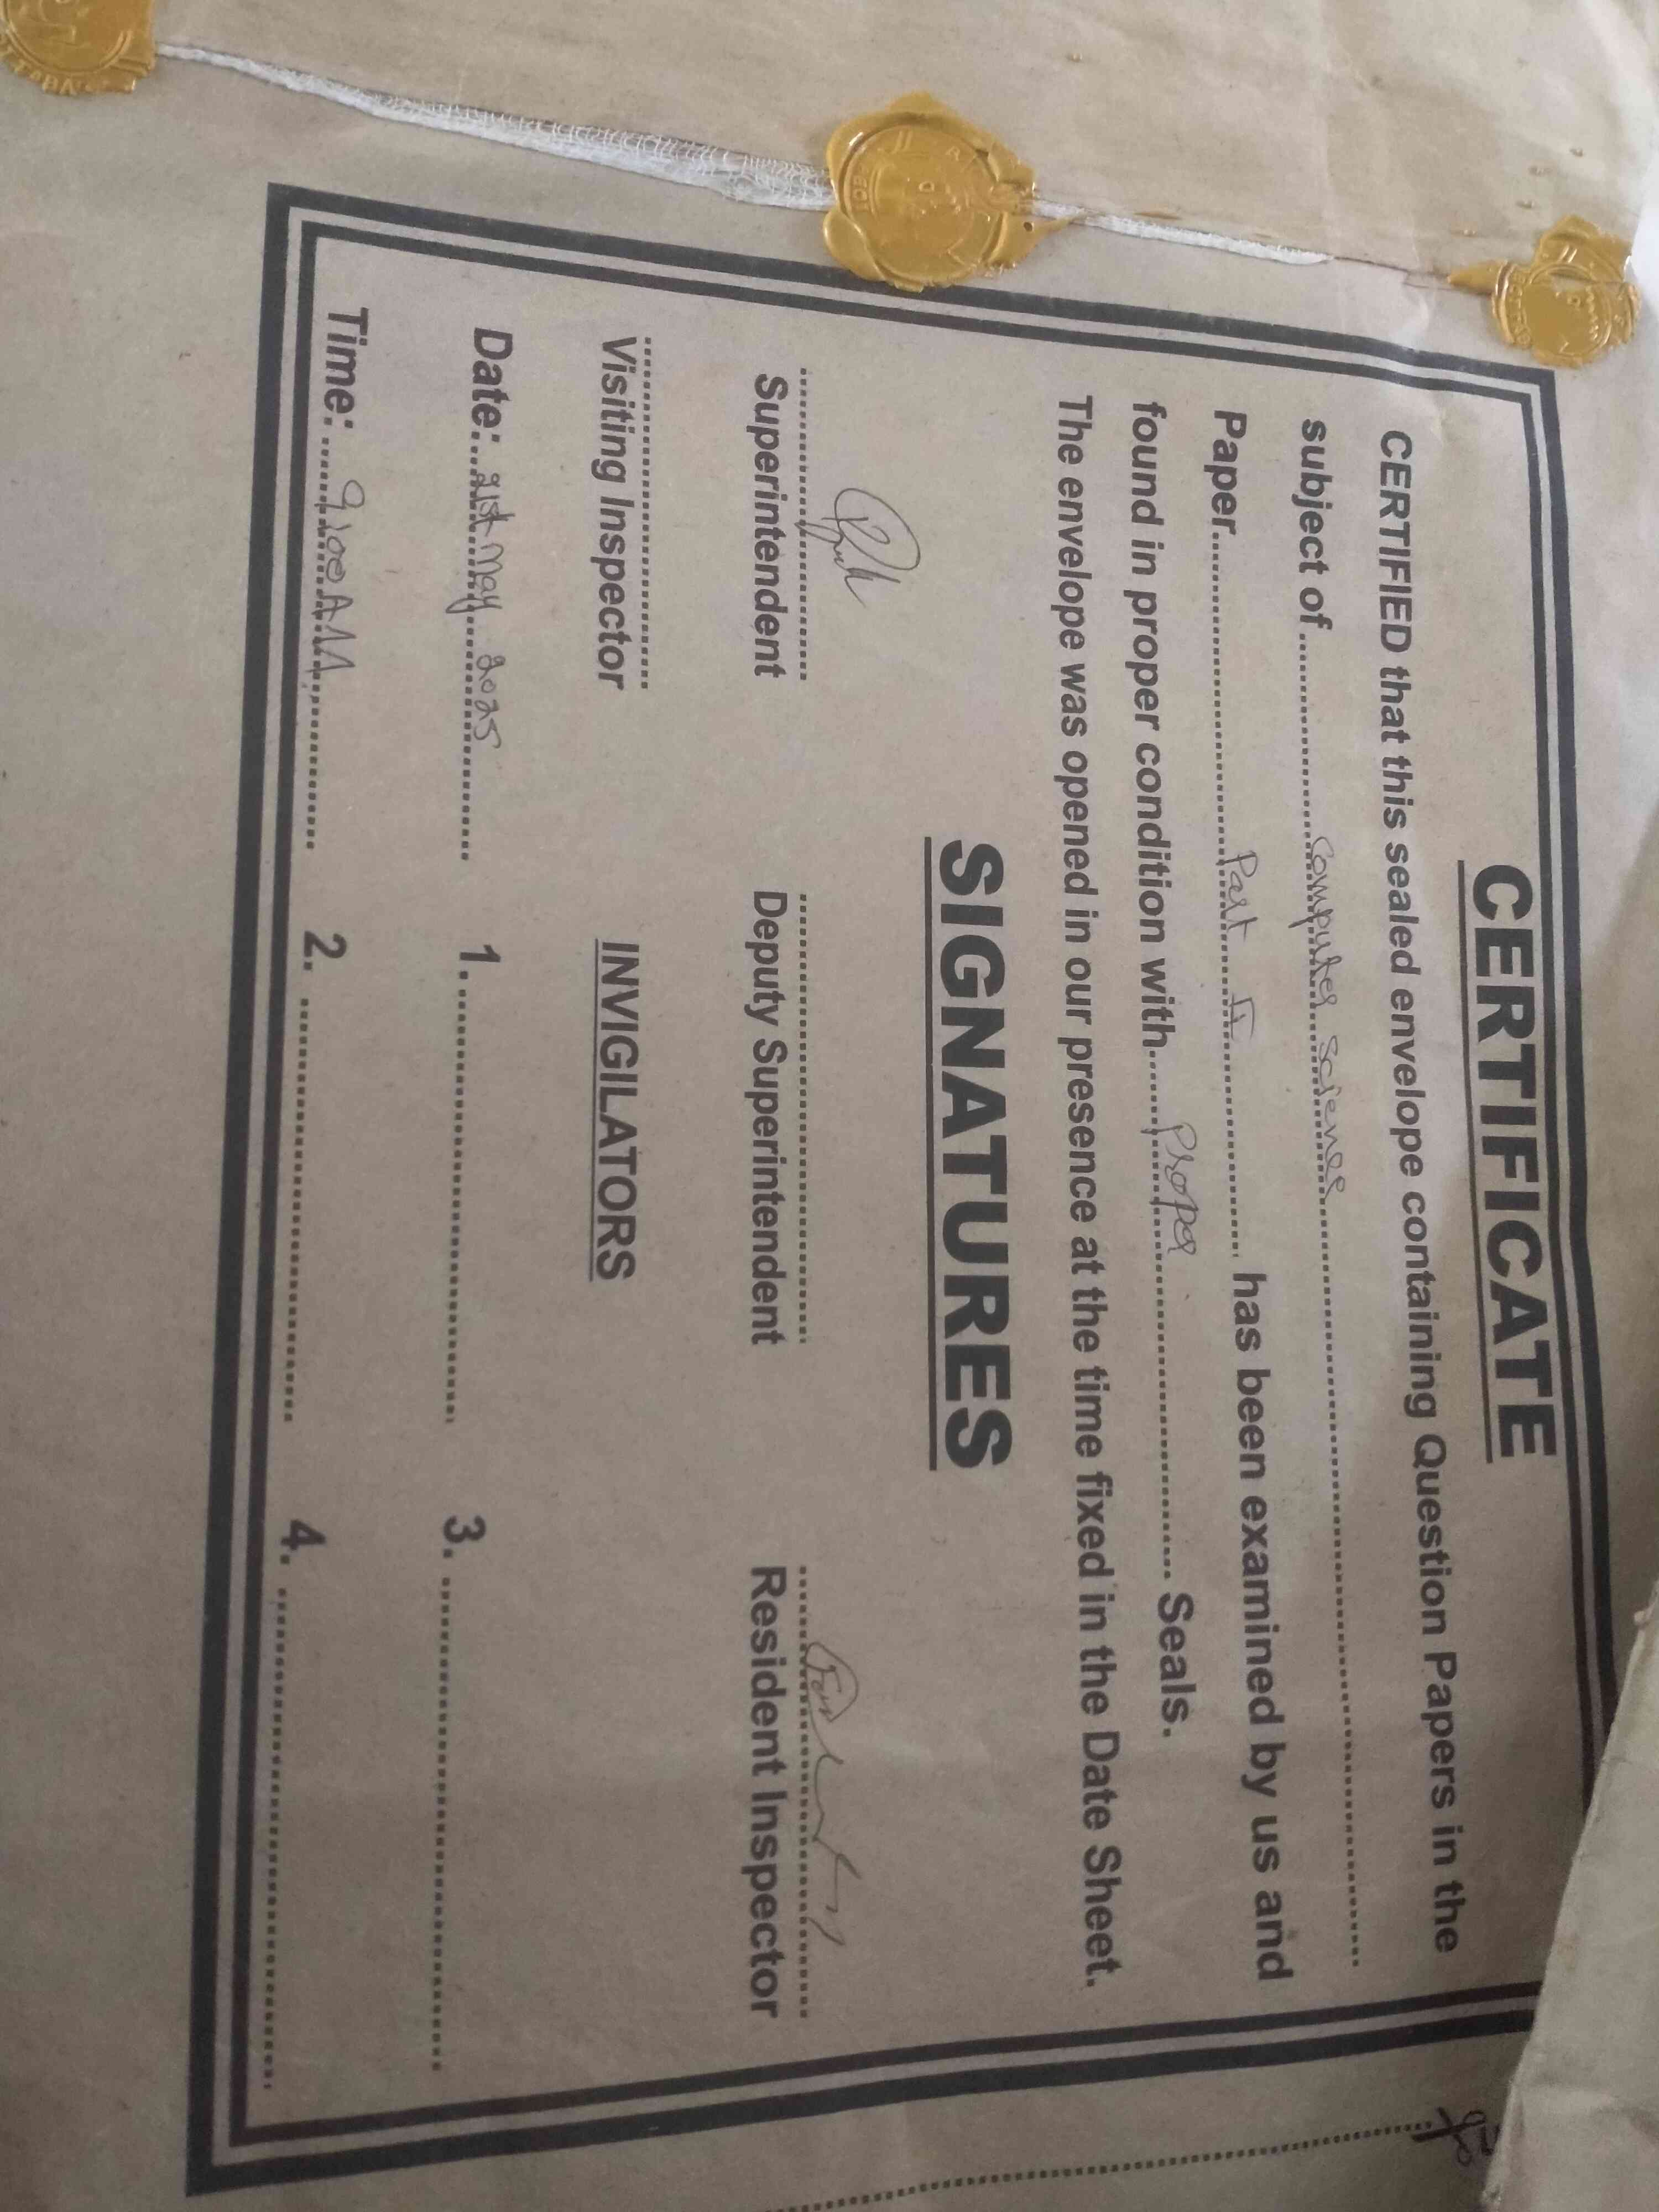 CERTIFICATE
CERTIFIED that this sealed envelope containing Question Papers in the
subject of Computer Science
Paper Part II has been examined by us and
found in proper condition with Proper Seals.
The envelope was opened in our presence at the time fixed in the Date Sheet.
SIGNATURES
Superintendent Deputy Superintendent Resident Inspector
Visiting Inspector INVIGILATORS
Date: 21st May 2025 1. 3.
Time: 9:00 AM 2. 4.